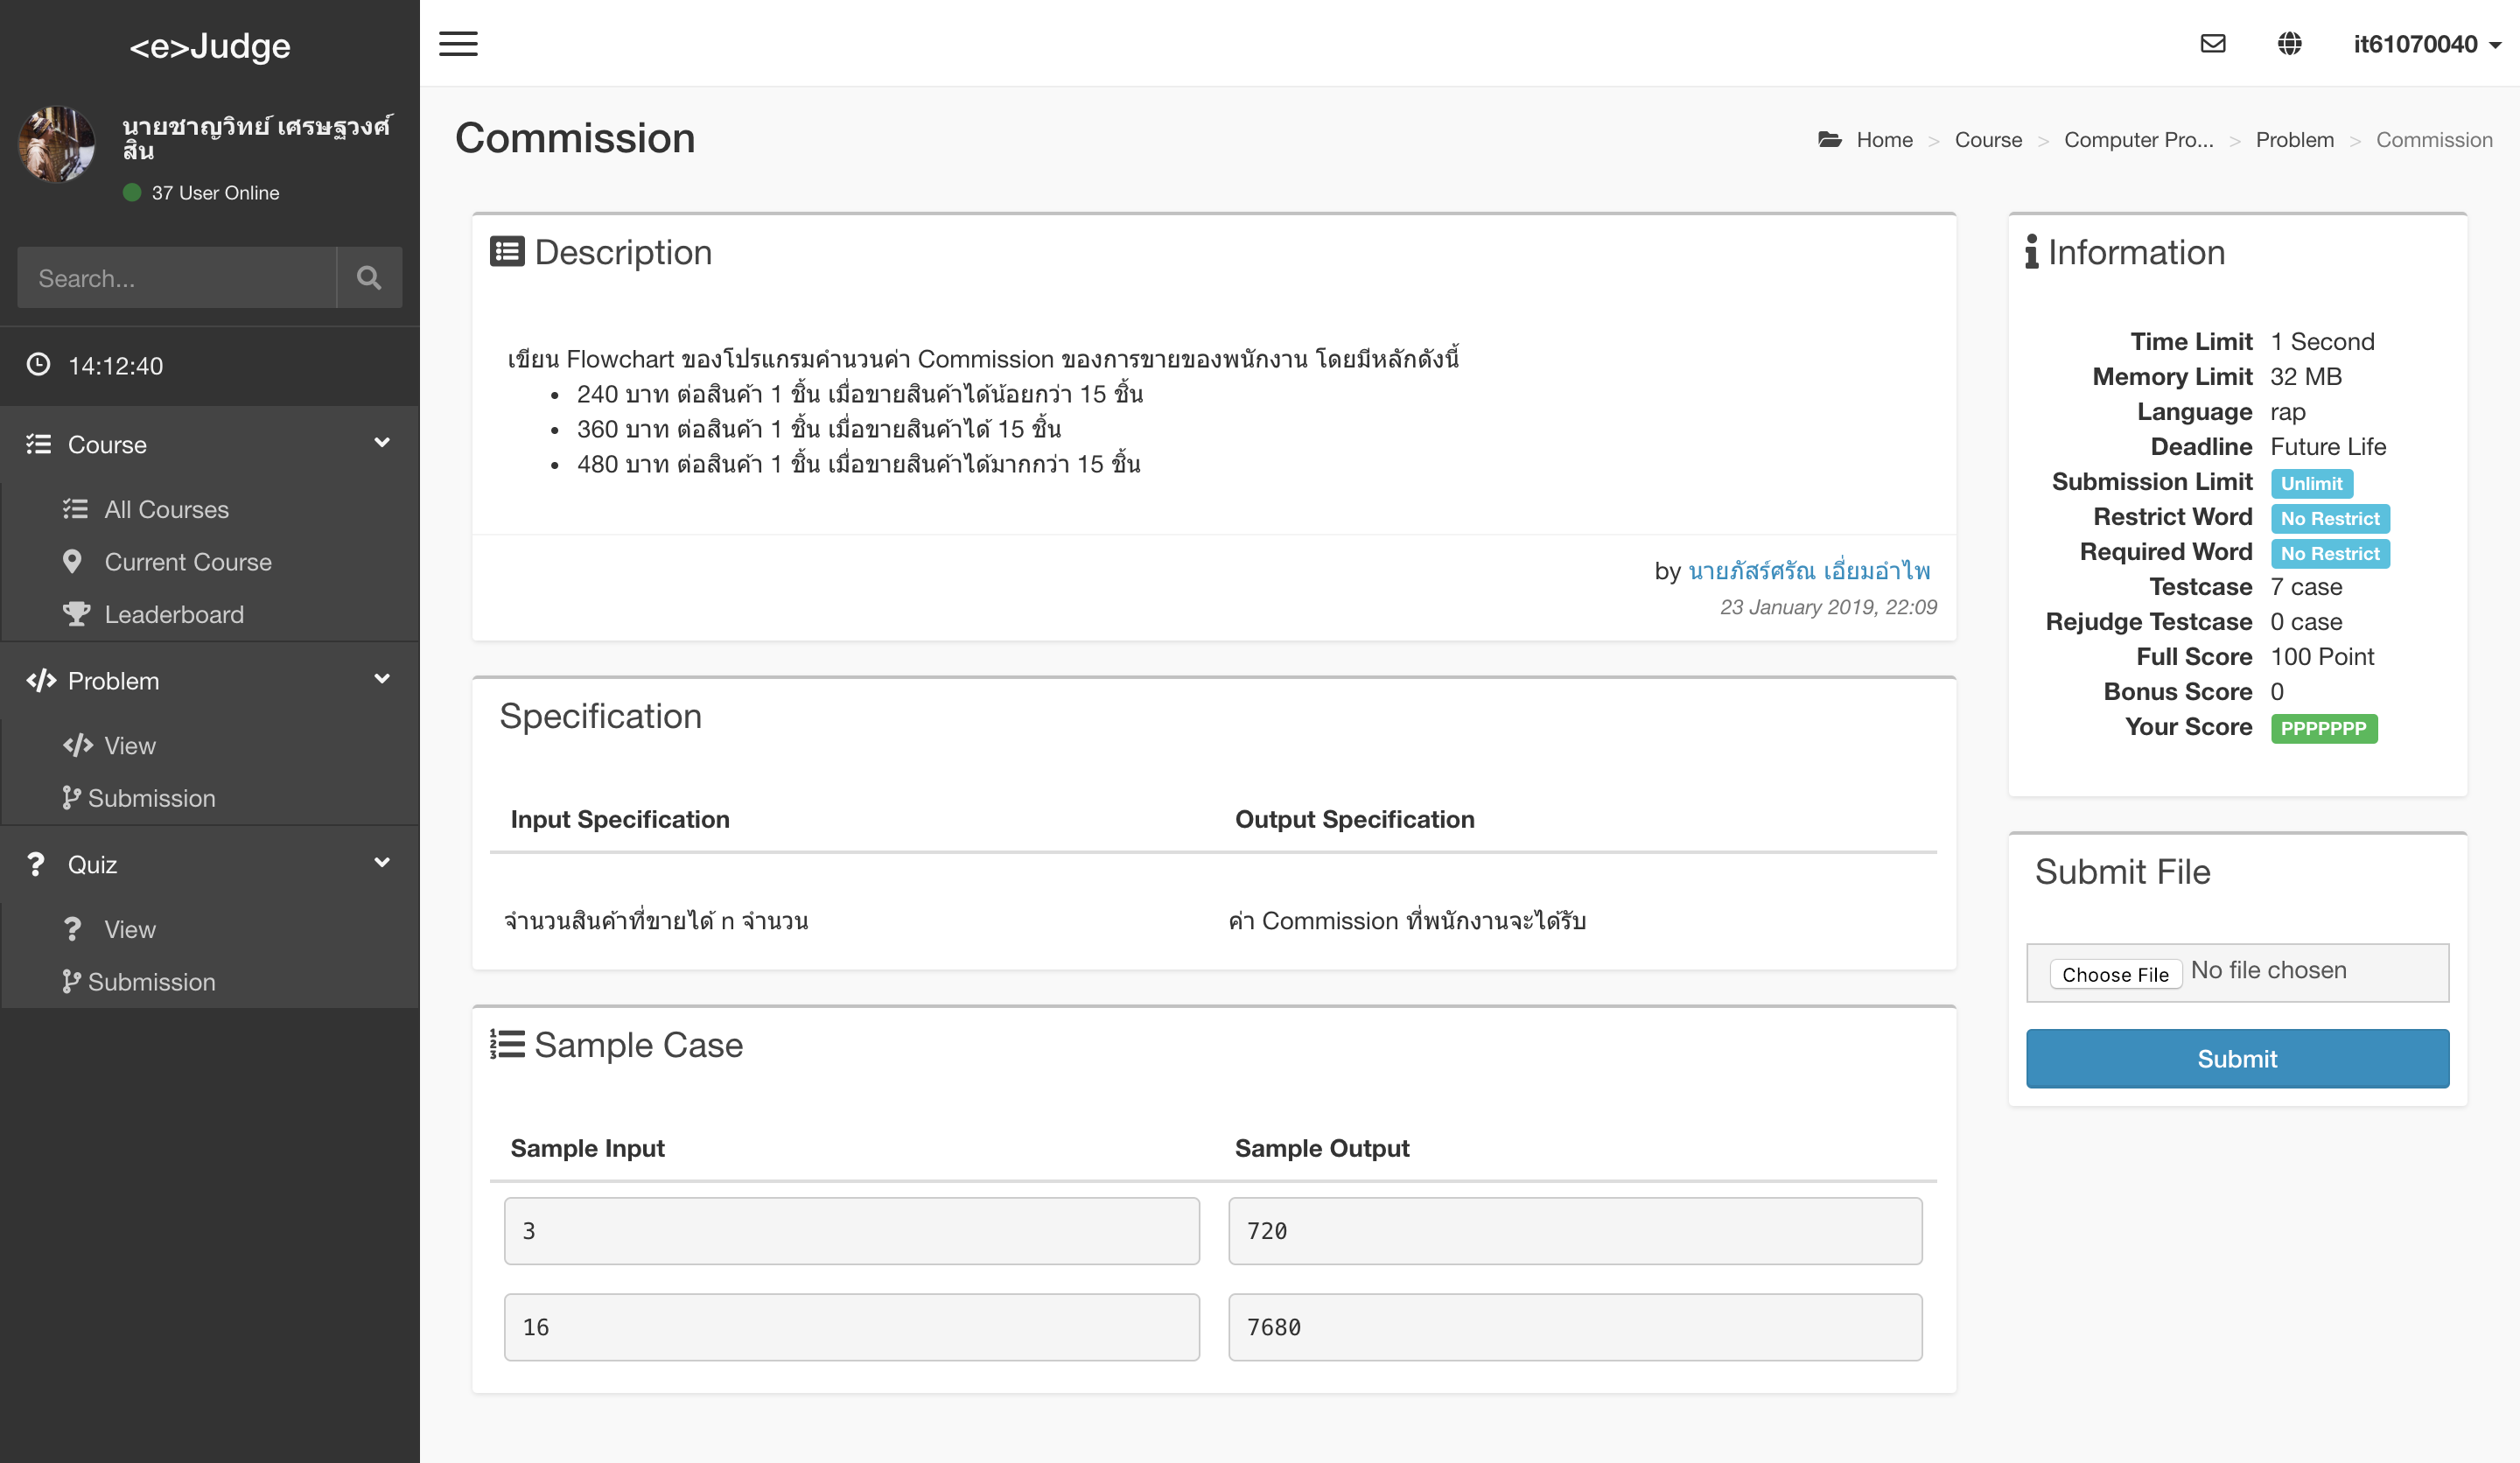 <e>Judge
it61070040
นายชาญวิทย์ เศรษฐวงศ์
สิน
37 User Online
Search...
14:12:40
Course
All Courses
Current Course
Leaderboard
Problem
View
Submission
Quiz
View
Submission
Commission
Home > Course > Computer Pro... > Problem > Commission
Description
เขียน Flowchart ของโปรแกรมคำนวนค่า Commission ของการขายของพนักงาน โดยมีหลักดังนี้
• 240 บาท ต่อสินค้า 1 ชิ้น เมื่อขายสินค้าได้น้อยกว่า 15 ชิ้น
• 360 บาท ต่อสินค้า 1 ชิ้น เมื่อขายสินค้าได้ 15 ชิ้น
• 480 บาท ต่อสินค้า 1 ชิ้น เมื่อขายสินค้าได้มากกว่า 15 ชิ้น
by นายภัสร์ศรัณ เอี่ยมอำไพ
23 January 2019, 22:09
Specification
Input Specification Output Specification
จำนวนสินค้าที่ขายได้ n จำนวน ค่า Commission ที่พนักงานจะได้รับ
Sample Case
Sample Input Sample Output
3 720
16 7680
Information
Time Limit 1 Second
Memory Limit 32 MB
Language rap
Deadline Future Life
Submission Limit Unlimit
Restrict Word No Restrict
Required Word No Restrict
Testcase 7 case
Rejudge Testcase 0 case
Full Score 100 Point
Bonus Score 0
Your Score PPPPPPP
Submit File
Choose File No file chosen
Submit